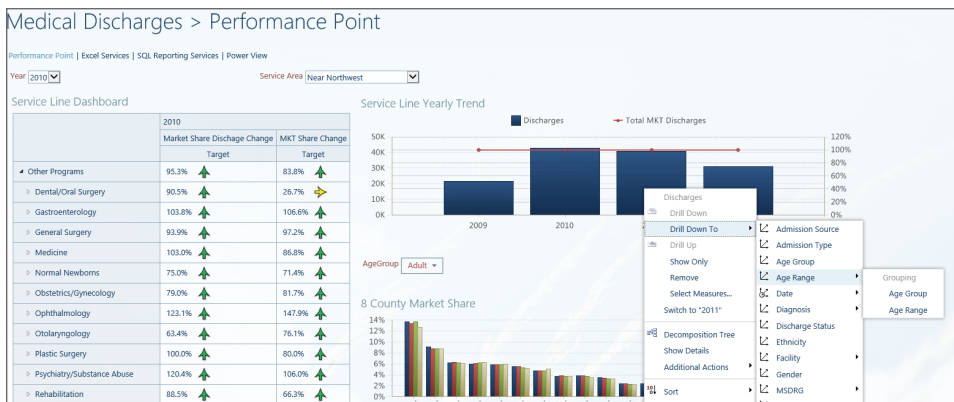 Medical Discharges > Performance Point
Performance Point | Excel Services | SQL Reporting Services | Power View
Year 2010
Service Area Near Northwest
Service Line Dashboard
2010
Market Share Dischage Change MKT Share Change
Target Target
Other Programs 95.3% 83.8%
Dental/Oral Surgery 90.5% 26.7%
Gastroenterology 103.8% 106.6%
General Surgery 93.9% 97.2%
Medicine 103.0% 86.8%
Normal Newborns 75.0% 71.4%
Obstetrics/Gynecology 79.0% 81.7%
Ophthalmology 123.1% 147.9%
Otolaryngology 63.4% 76.1%
Plastic Surgery 100.0% 80.0%
Psychiatry/Substance Abuse 120.4% 106.0%
Rehabilitation 88.5% 66.3%
Service Line Yearly Trend
Discharges Total MKT Discharges
50K 120%
40K 100%
30K 80%
20K 60%
10K 40%
0K 20%
0%
2009 2010
AgeGroup Adult
8 County Market Share
14%
12%
10%
8%
6%
4%
2%
0%
Discharges
Drill Down
Drill Down To
Drill Up
Show Only
Remove
Select Measures...
Switch to "2011"
Decomposition Tree
Show Details
Additional Actions
Sort
Admission Source
Admission Type
Age Group
Age Range
Date
Diagnosis
Discharge Status
Ethnicity
Facility
Gender
MSDRG
Grouping
Age Group
Age Range